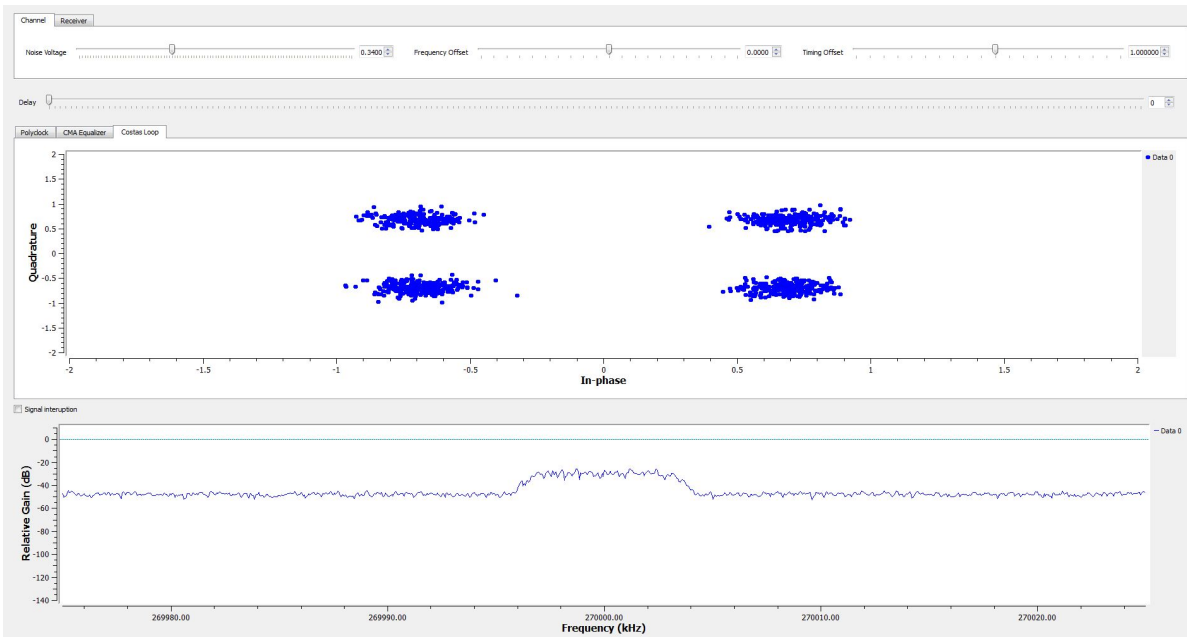 Channel Receiver
Noise Voltage 0.3400 Frequency Offset 0.0000 Timing Offset 1.000000
Delay 0
Polyclock CMA Equalizer Costas Loop
Data 0
2
1.5
1
0.5
0
-0.5
-1
-1.5
-2
Quadrature
-2 -1.5 -1 -0.5 0 0.5 1 1.5 2
In-phase
Signal interuption
Data 0
0
-20
-40
-60
-80
-100
-120
-140
Relative Gain (dB)
269980.00 269990.00 270000.00 270010.00 270020.00
Frequency (kHz)